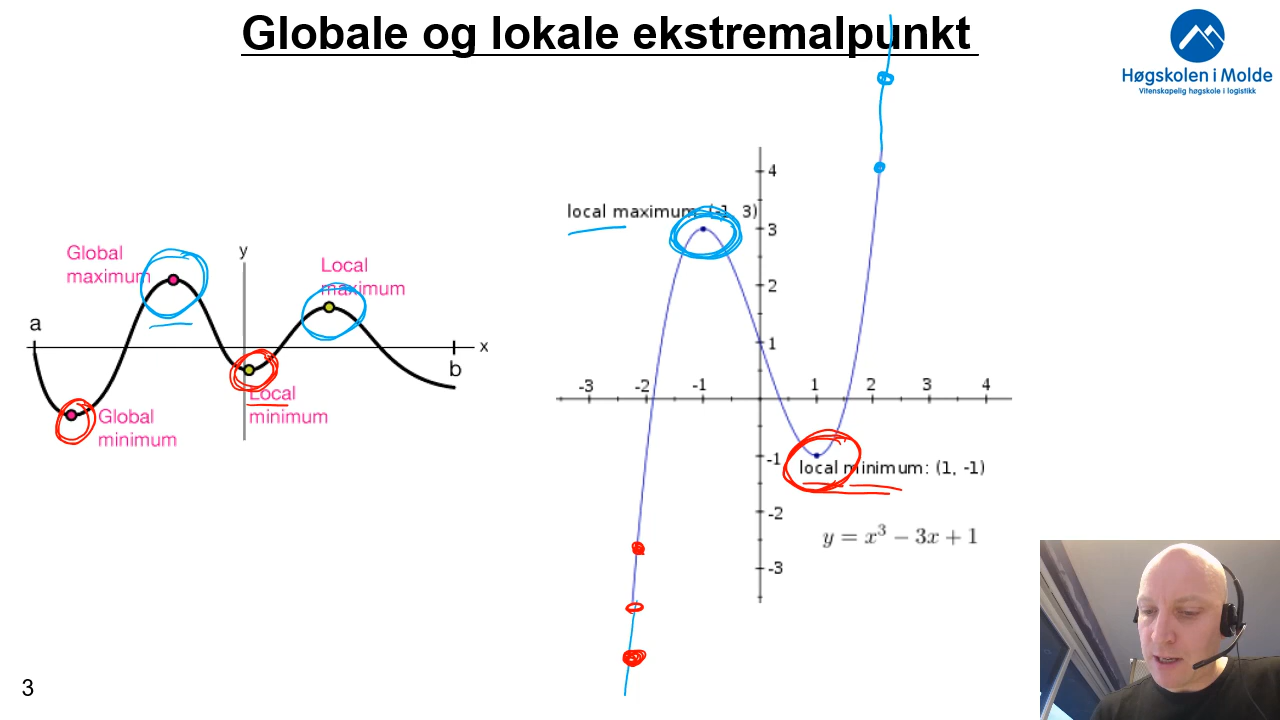 Globale og lokale ekstremalpunkt
Høgskolen i Molde
Vitenskapelig høgskole i logistikk
Global
maximum
y
Local
maximum
a
x
b
Local
minimum
Global
minimum
local maximum: (-1, 3)
4
3
2
1
-3 -2 -1 1 2 3 4
-1
local minimum: (1, -1)
-2
y = x³ − 3x + 1
-3
3